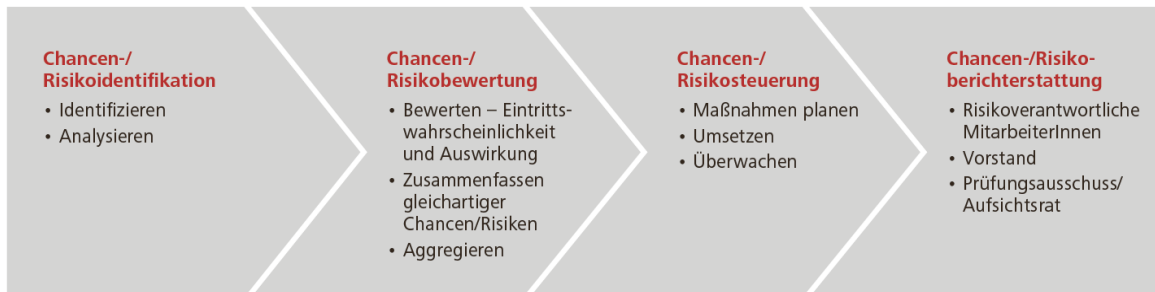 Chancen-/
Risikoidentifikation
• Identifizieren
• Analysieren
Chancen-/
Risikobewertung
• Bewerten – Eintritts-
wahrscheinlichkeit
und Auswirkung
• Zusammenfassen
gleichartiger
Chancen/Risiken
• Aggregieren
Chancen-/
Risikosteuerung
• Maßnahmen planen
• Umsetzen
• Überwachen
Chancen-/Risiko-
berichterstattung
• Risikoverantwortliche
MitarbeiterInnen
• Vorstand
• Prüfungsausschuss/
Aufsichtsrat